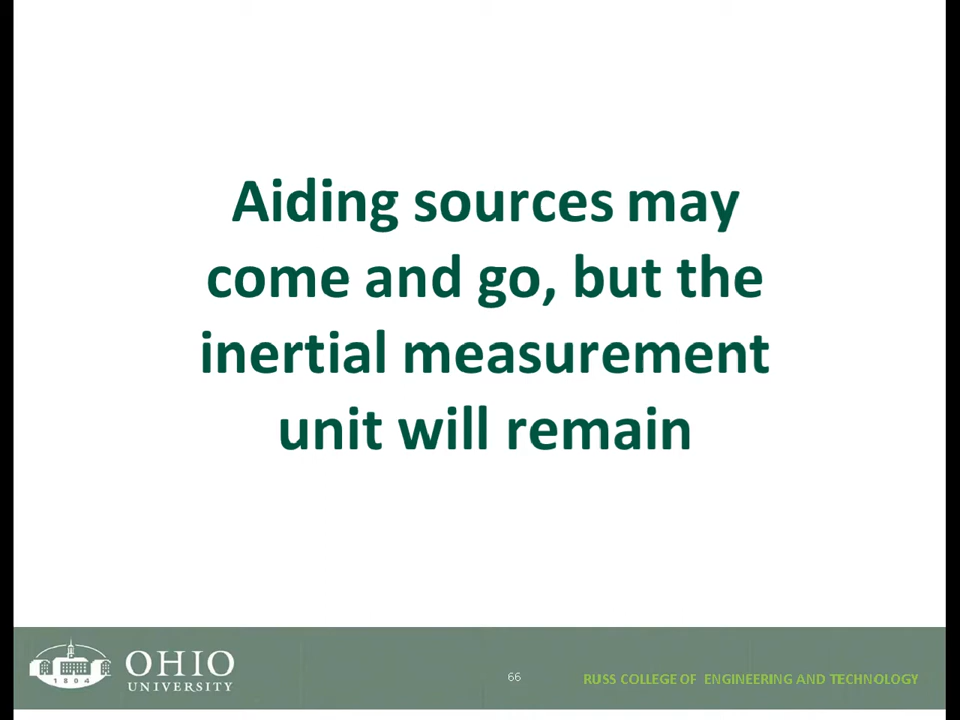 Aiding sources may
come and go, but the
inertial measurement
unit will remain
1804
OHIO
UNIVERSITY
66
RUSS COLLEGE OF ENGINEERING AND TECHNOLOGY